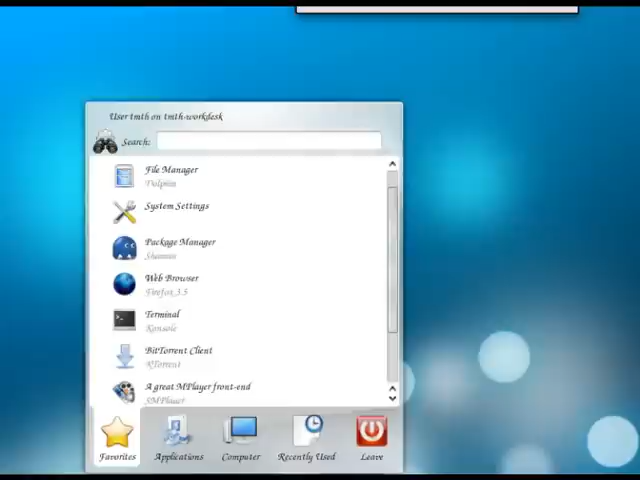 User tmth on tmth-workdesk
Search:
File Manager
Dolphin
System Settings
Package Manager
Shaman
Web Browser
Firefox 3.5
Terminal
Konsole
BitTorrent Client
KTorrent
A great MPlayer front-end
SMPlayer
Favorites Applications Computer Recently Used Leave